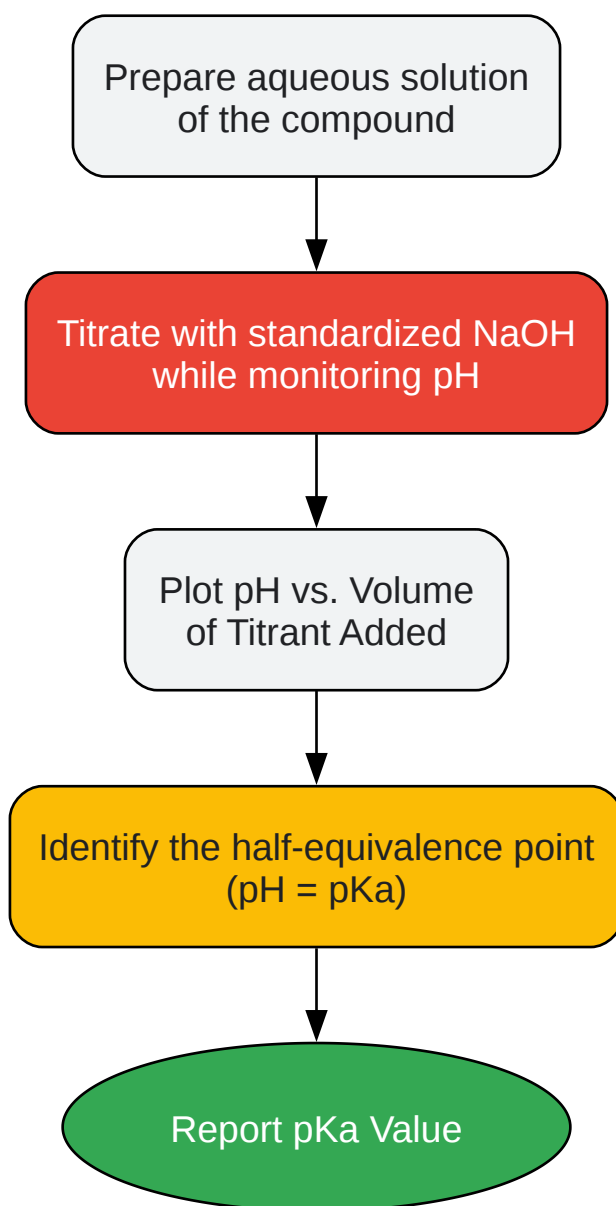 Prepare aqueous solution
of the compound
Titrate with standardized NaOH
while monitoring pH
Plot pH vs. Volume
of Titrant Added
Identify the half-equivalence point
(pH = pKa)
Report pKa Value